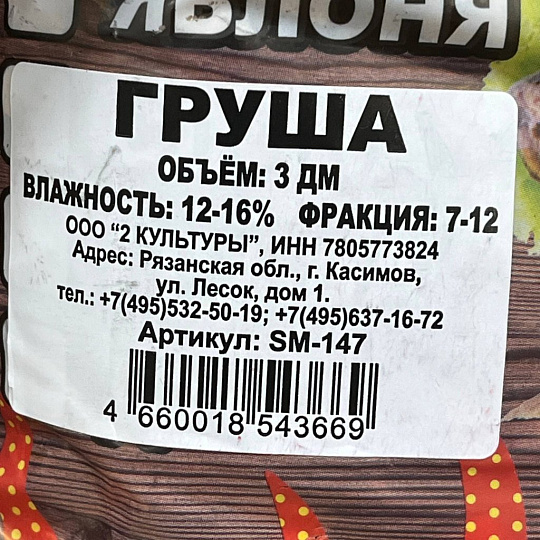 ЯБЛОНЯ
ГРУША
ОБЪЁМ: 3 ДМ
ВЛАЖНОСТЬ: 12-16% ФРАКЦИЯ: 7-12
ООО "2 КУЛЬТУРЫ", ИНН 7805773824
Адрес: Рязанская обл., г. Касимов,
ул. Лесок, дом 1.
тел.: +7(495)532-50-19; +7(495)637-16-72
Артикул: SM-147
4 660018 543669